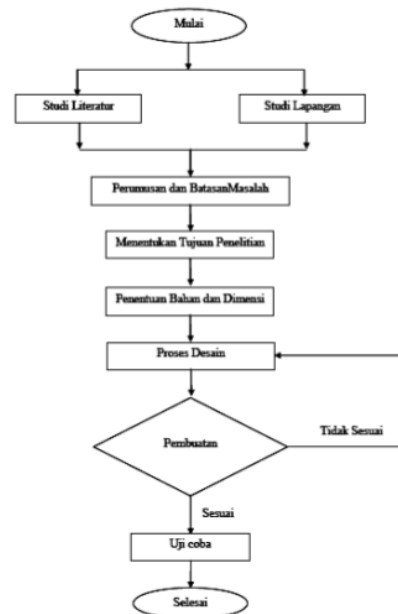 Mulai
Studi Literatur
Studi Lapangan
Perumusan dan BatasanMasalah
Menentukan Tujuan Penelitian
Penentuan Bahan dan Dimensi
Proses Desain
Pembuatan
Tidak Sesuai
Sesuai
Uji coba
Selesai